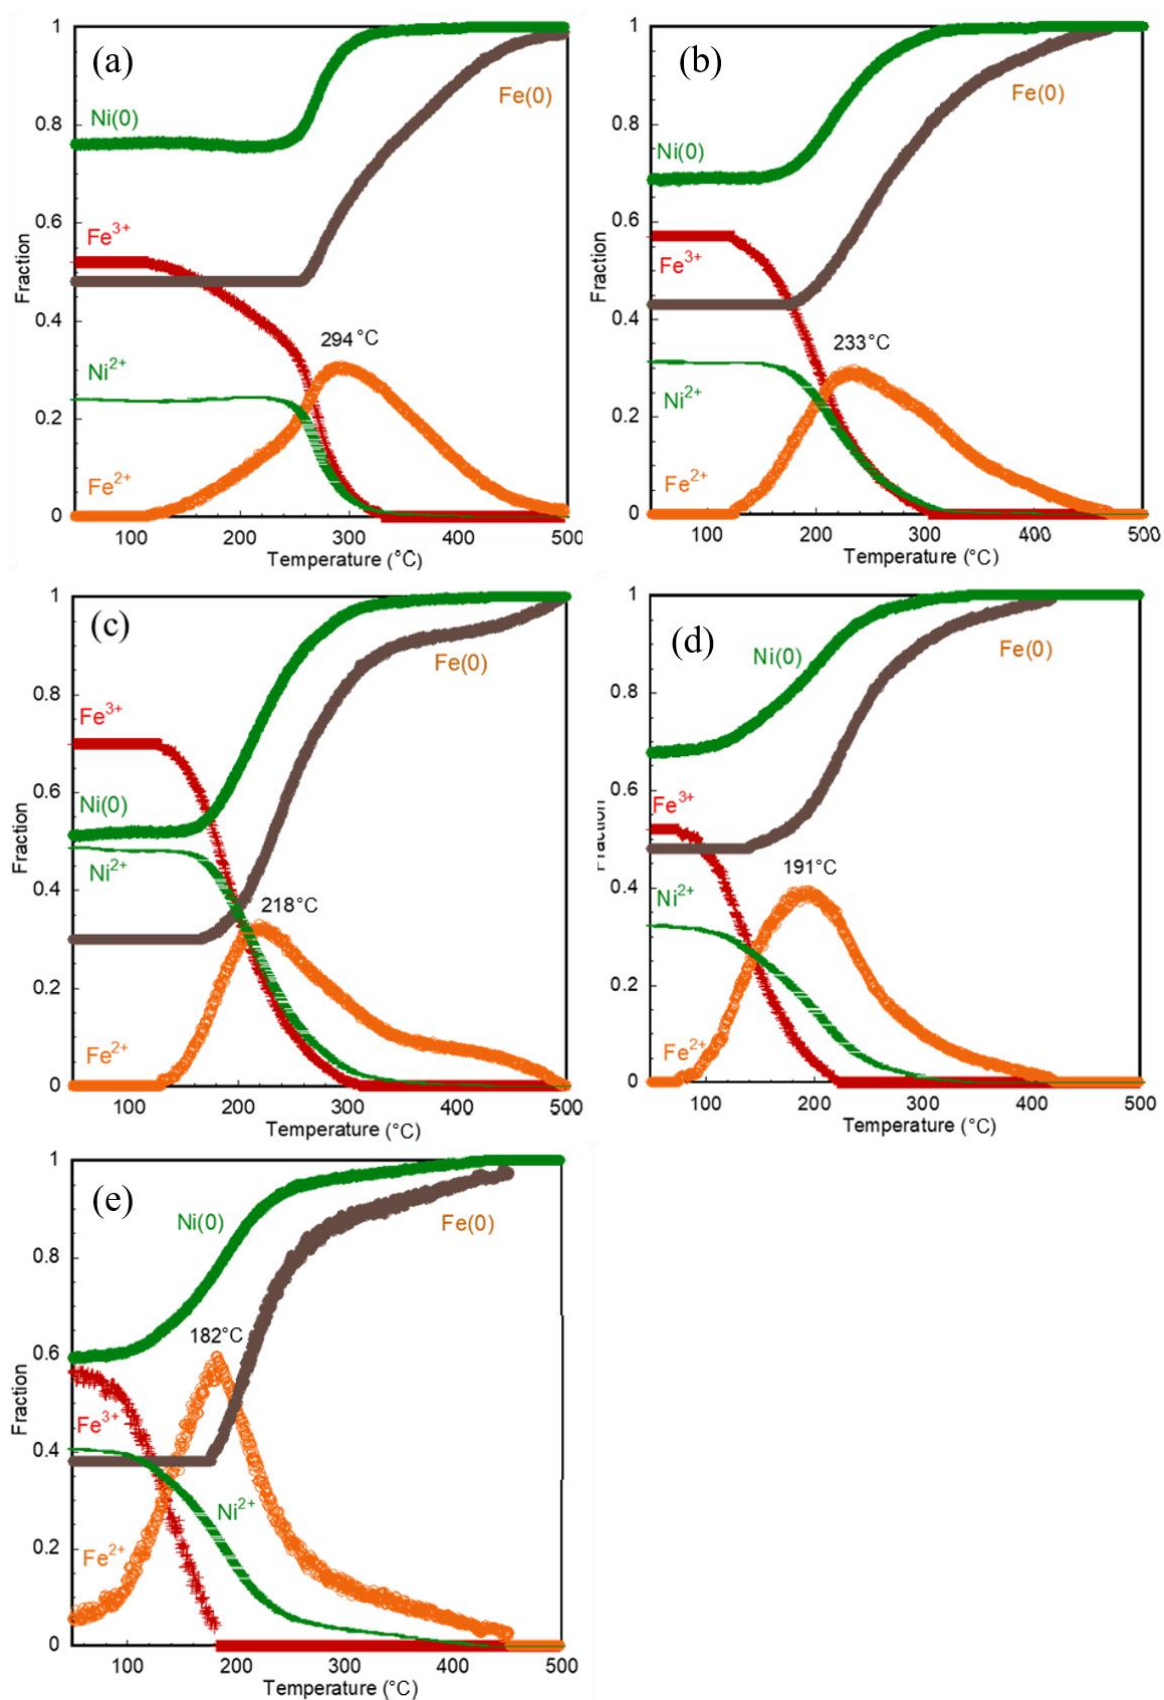 (a)
1
0.8
0.6
0.4
0.2
0
Fraction
Ni(0)
Fe(0)
Fe3+
294 °C
Ni2+
Fe2+
100 200 300 400 500
Temperature (°C)
(b)
1
0.8
0.6
0.4
0.2
0
Fraction
Fe(0)
Ni(0)
Fe3+
233°C
Ni2+
Fe2+
100 200 300 400 500
Temperature (°C)
(c)
1
0.8
0.6
0.4
0.2
0
Fraction
Fe(0)
Fe3+
Ni(0)
Ni2+
218°C
Fe2+
100 200 300 400 500
Temperature (°C)
(d)
1
0.8
0.6
0.4
0.2
0
Fraction
Ni(0)
Fe(0)
Fe3+
191°C
Ni2+
Fe2+
100 200 300 400 500
Temperature (°C)
(e)
1
0.8
0.6
0.4
0.2
0
Fraction
Ni(0)
Fe(0)
182°C
Fe3+
Ni2+
Fe2+
100 200 300 400 500
Temperature (°C)